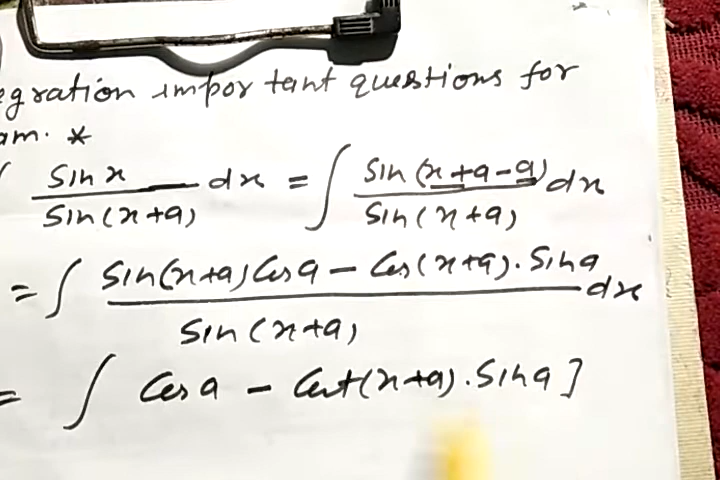 egration important questions for
am. *
∫ Sin x / Sin(x+a) dx = ∫ Sin(x+a-a) / Sin(x+a) dx
= ∫ Sin(x+a) Cos a - Cos(x+a). Sin a / Sin(x+a) dx
= ∫ Cos a - Cot(x+a). Sin a ]